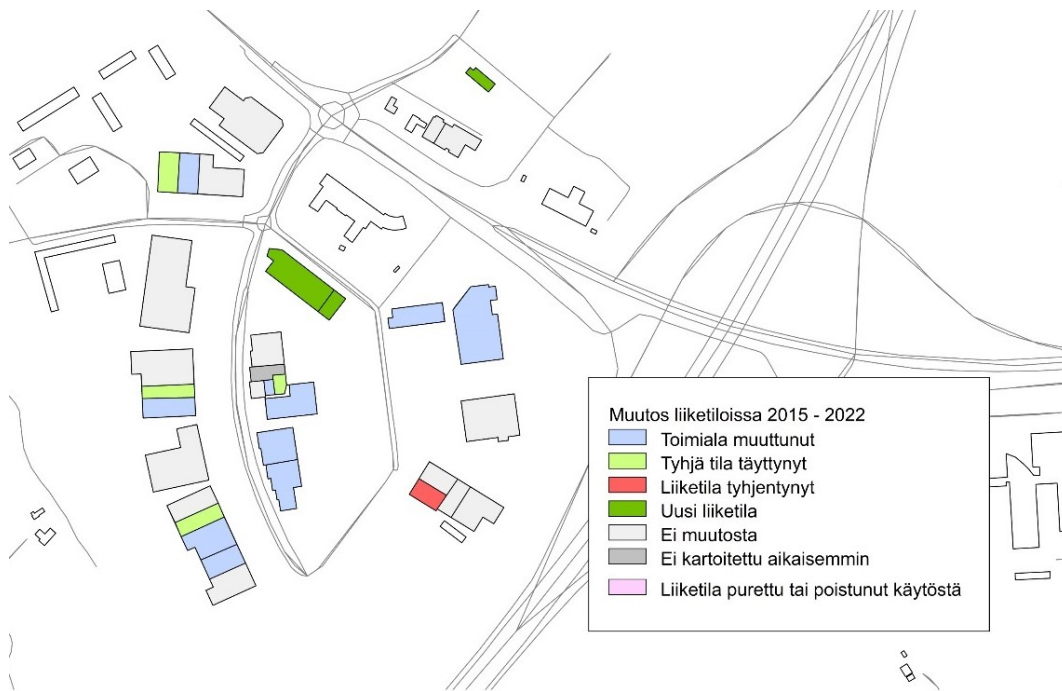 Muutos liiketiloissa 2015 - 2022
Toimiala muuttunut
Tyhjä tila täyttynyt
Liiketila tyhjentynyt
Uusi liiketila
Ei muutosta
Ei kartoitettu aikaisemmin
Liiketila purettu tai poistunut käytöstä